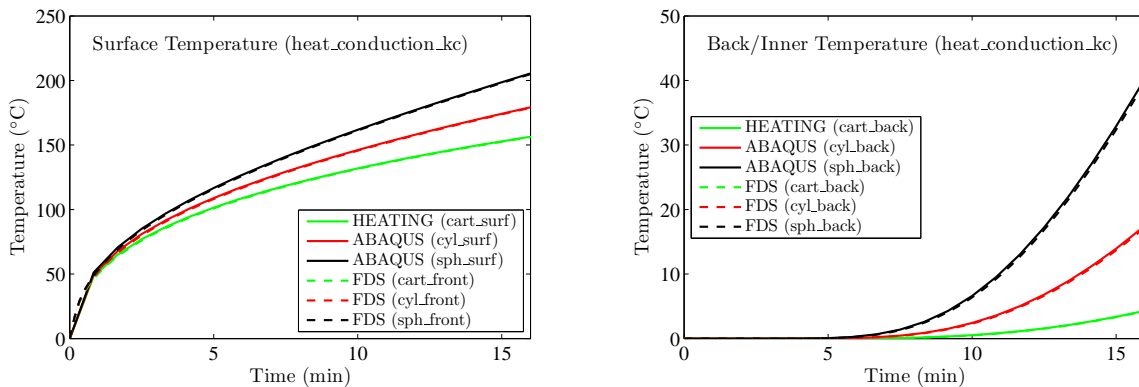 Surface Temperature (heat_conduction_kc)
250
200
150
100
50
0
Temperature (°C)
HEATING (cart_surf)
ABAQUS (cyl_surf)
ABAQUS (sph_surf)
FDS (cart_front)
FDS (cyl_front)
FDS (sph_front)
0
5
10
15
Time (min)
Back/Inner Temperature (heat_conduction_kc)
50
40
30
20
10
0
Temperature (°C)
HEATING (cart_back)
ABAQUS (cyl_back)
ABAQUS (sph_back)
FDS (cart_back)
FDS (cyl_back)
FDS (sph_back)
0
5
10
15
Time (min)